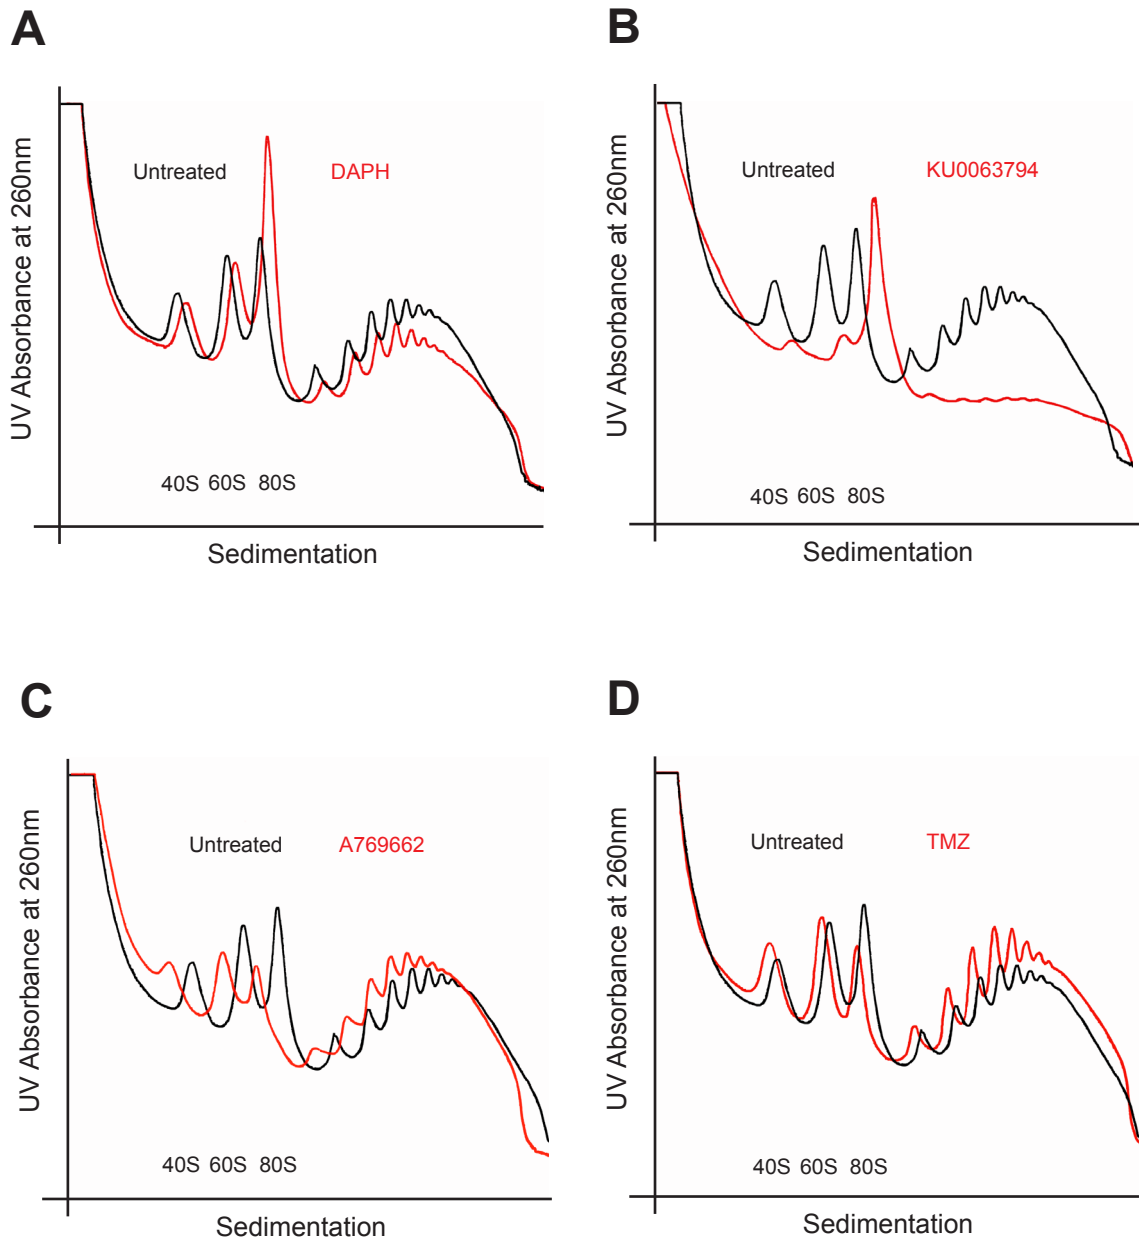 A
UV Absorbance at 260nm
Untreated
DAPH
40S 60S 80S
Sedimentation
B
UV Absorbance at 260nm
Untreated
KU0063794
40S 60S 80S
Sedimentation
C
UV Absorbance at 260nm
Untreated
A769662
40S 60S 80S
Sedimentation
D
UV Absorbance at 260nm
Untreated
TMZ
40S 60S 80S
Sedimentation